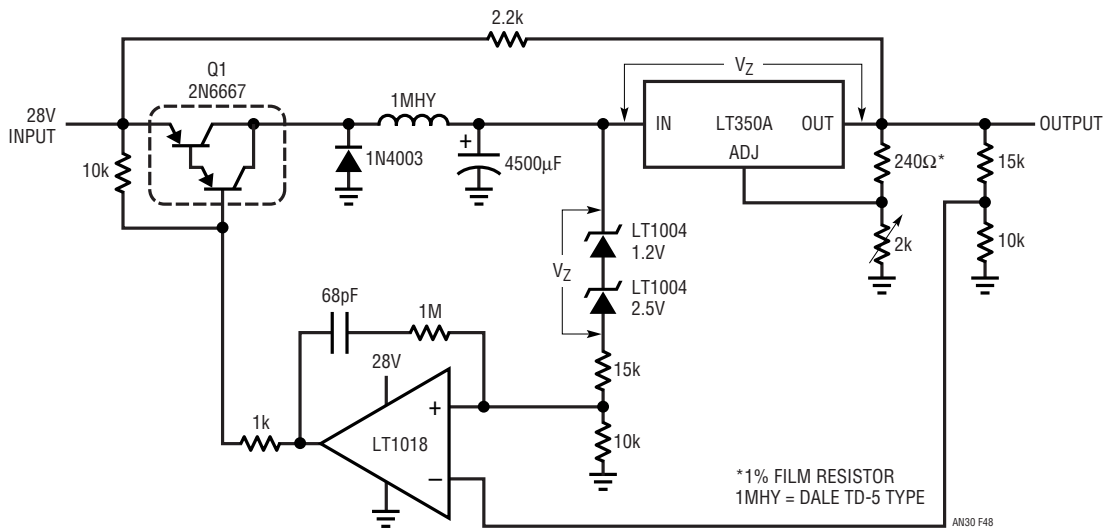 2.2k
Q1
2N6667
28V
INPUT
10k
1MHY
1N4003
+
4500µF
VZ
IN
LT350A
OUT
ADJ
OUTPUT
240Ω*
15k
2k
10k
VZ
LT1004
1.2V
LT1004
2.5V
68pF
1M
28V
15k
1k
LT1018
+
–
10k
*1% FILM RESISTOR
1MHY = DALE TD-5 TYPE
AN30 F48